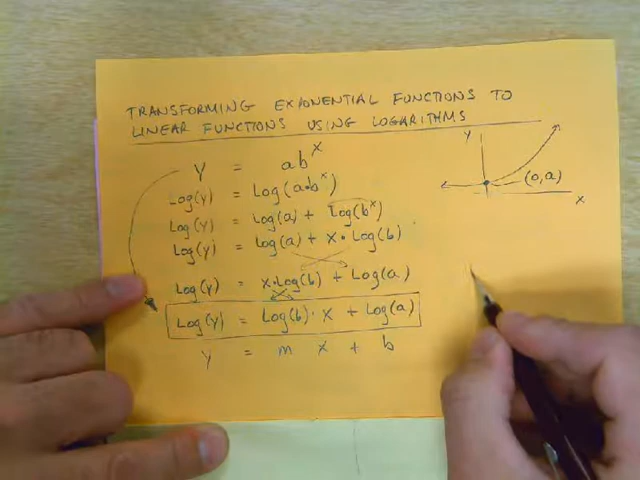 TRANSFORMING EXPONENTIAL FUNCTIONS TO
LINEAR FUNCTIONS USING LOGARITHMS
Y = ab^x
Log(y) = Log(a•b^x)
Log(y) = Log(a) + Log(b^x)
Log(y) = Log(a) + x•Log(b)
Log(y) = x•Log(b) + Log(a)
Log(y) = Log(b)•x + Log(a)
y = m x + b
Y
(0,a)
x